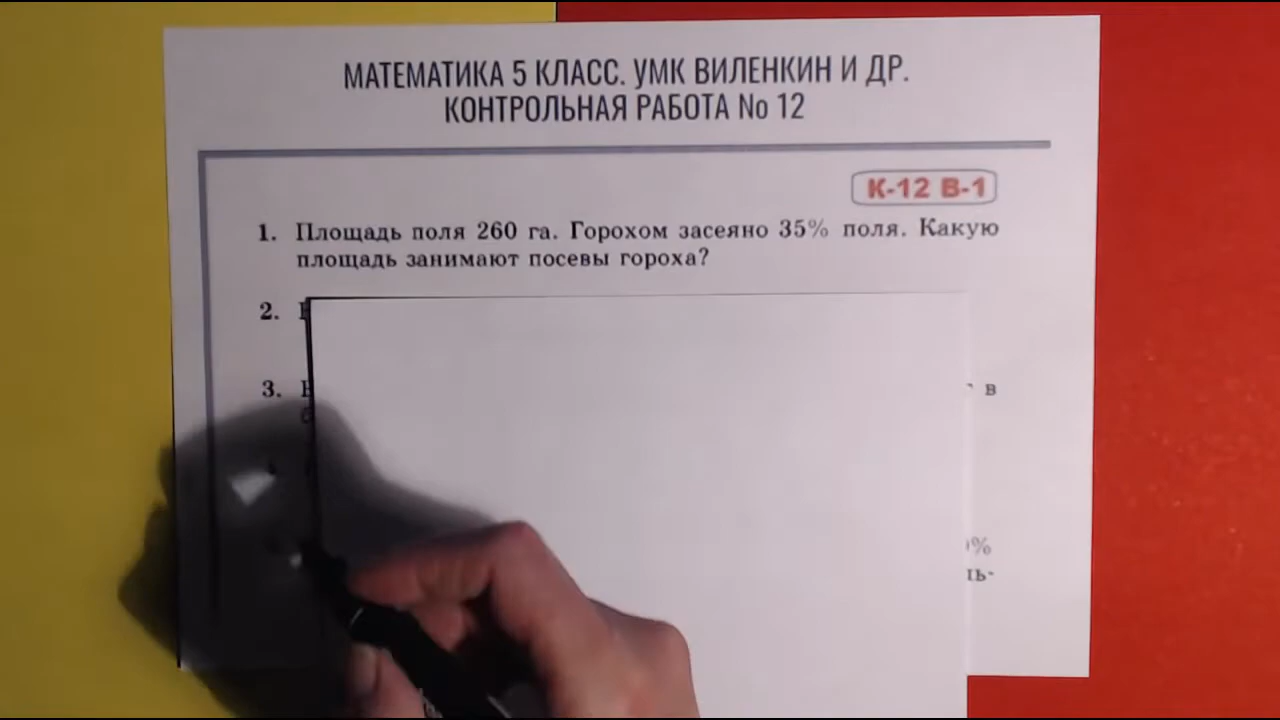 МАТЕМАТИКА 5 КЛАСС. УМК ВИЛЕНКИН И ДР.
КОНТРОЛЬНАЯ РАБОТА № 12
К-12 В-1
1. Площадь поля 260 га. Горохом засеяно 35% поля. Какую
площадь занимают посевы гороха?
2.
3.
в
%
ль-